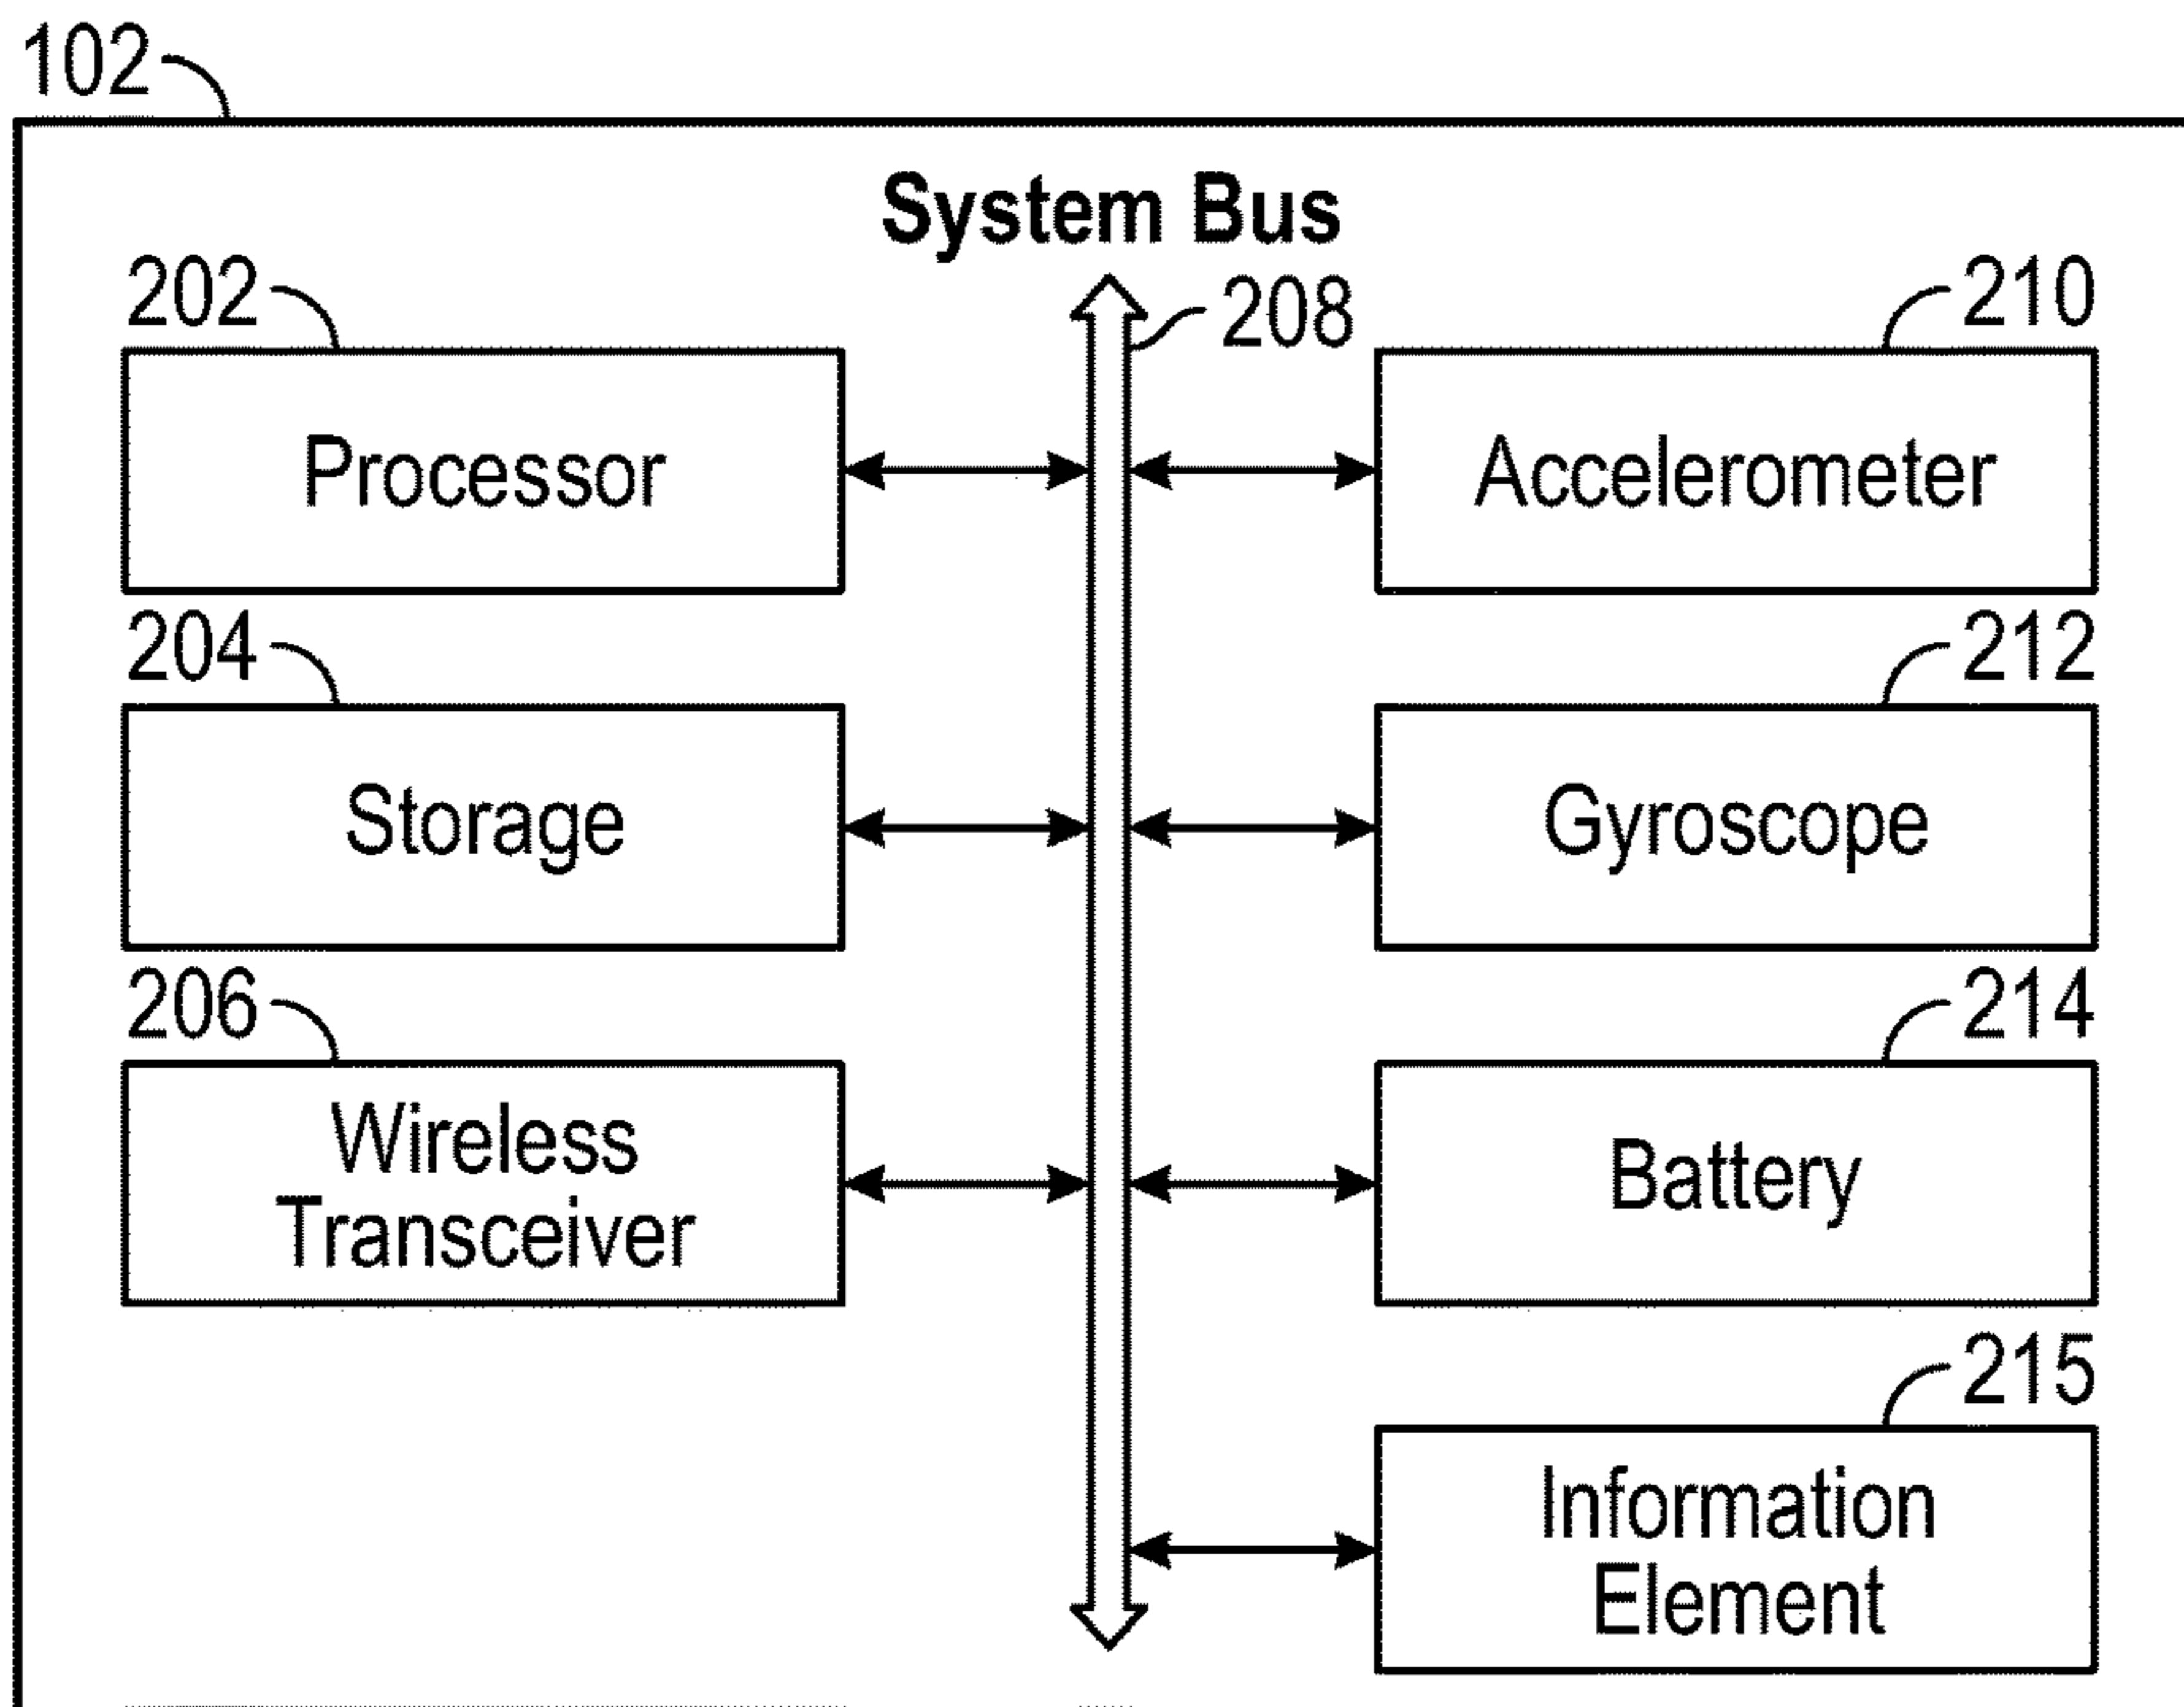 102
System Bus
202
208
210
Processor
Accelerometer
204
212
Storage
Gyroscope
206
214
Wireless
Transceiver
Battery
215
Information
Element